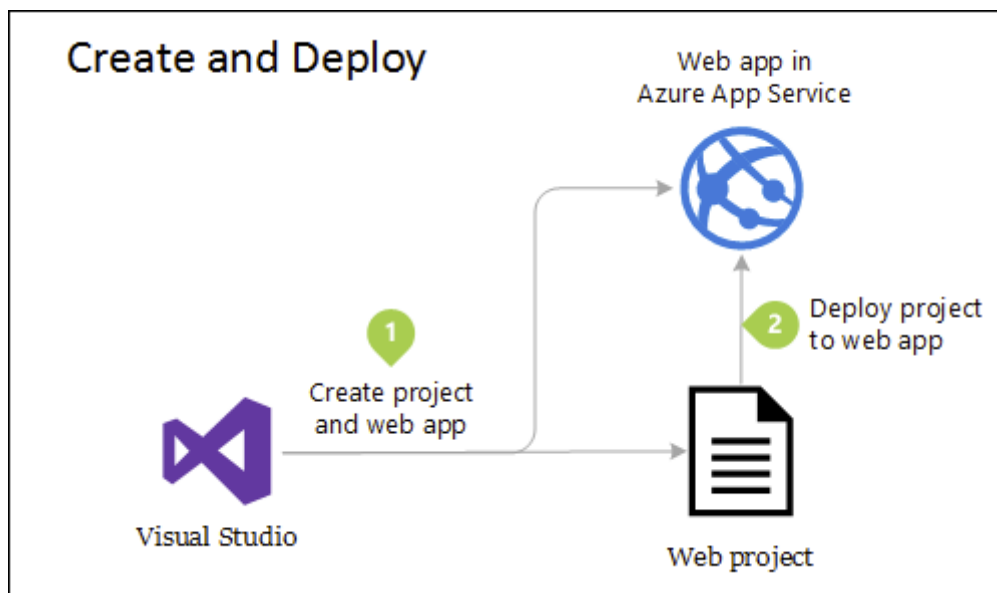 Create and Deploy
Web app in
Azure App Service
1
Create project
and web app
2
Deploy project
to web app
Visual Studio
Web project